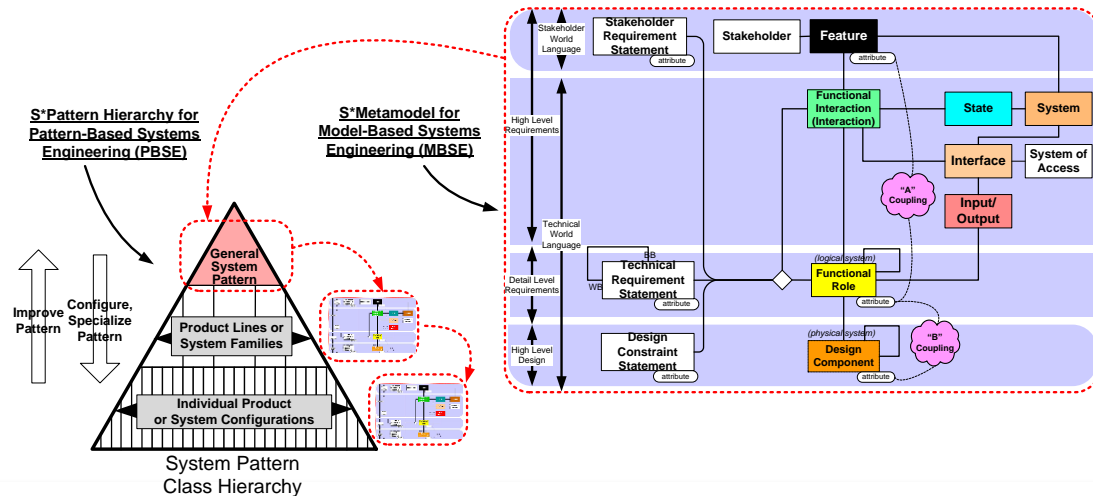 S*Pattern Hierarchy for
Pattern-Based Systems
Engineering (PBSE)
S*Metamodel for
Model-Based Systems
Engineering (MBSE)
Improve
Pattern
Configure,
Specialize
Pattern
General
System
Pattern
Product Lines or
System Families
Individual Product
or System Configurations
System Pattern
Class Hierarchy
Stakeholder
World
Language
High Level
Requirements
Technical
World
Language
Detail Level
Requirements
High Level
Design
Stakeholder
Requirement
Statement
attribute
Stakeholder
Feature
attribute
Functional
Interaction
(Interaction)
State
System
Interface
System of
Access
"A"
Coupling
Input/
Output
BB
WB
Technical
Requirement
Statement
attribute
(logical system)
Functional
Role
attribute
Design
Constraint
Statement
attribute
(physical system)
Design
Component
attribute
"B"
Coupling